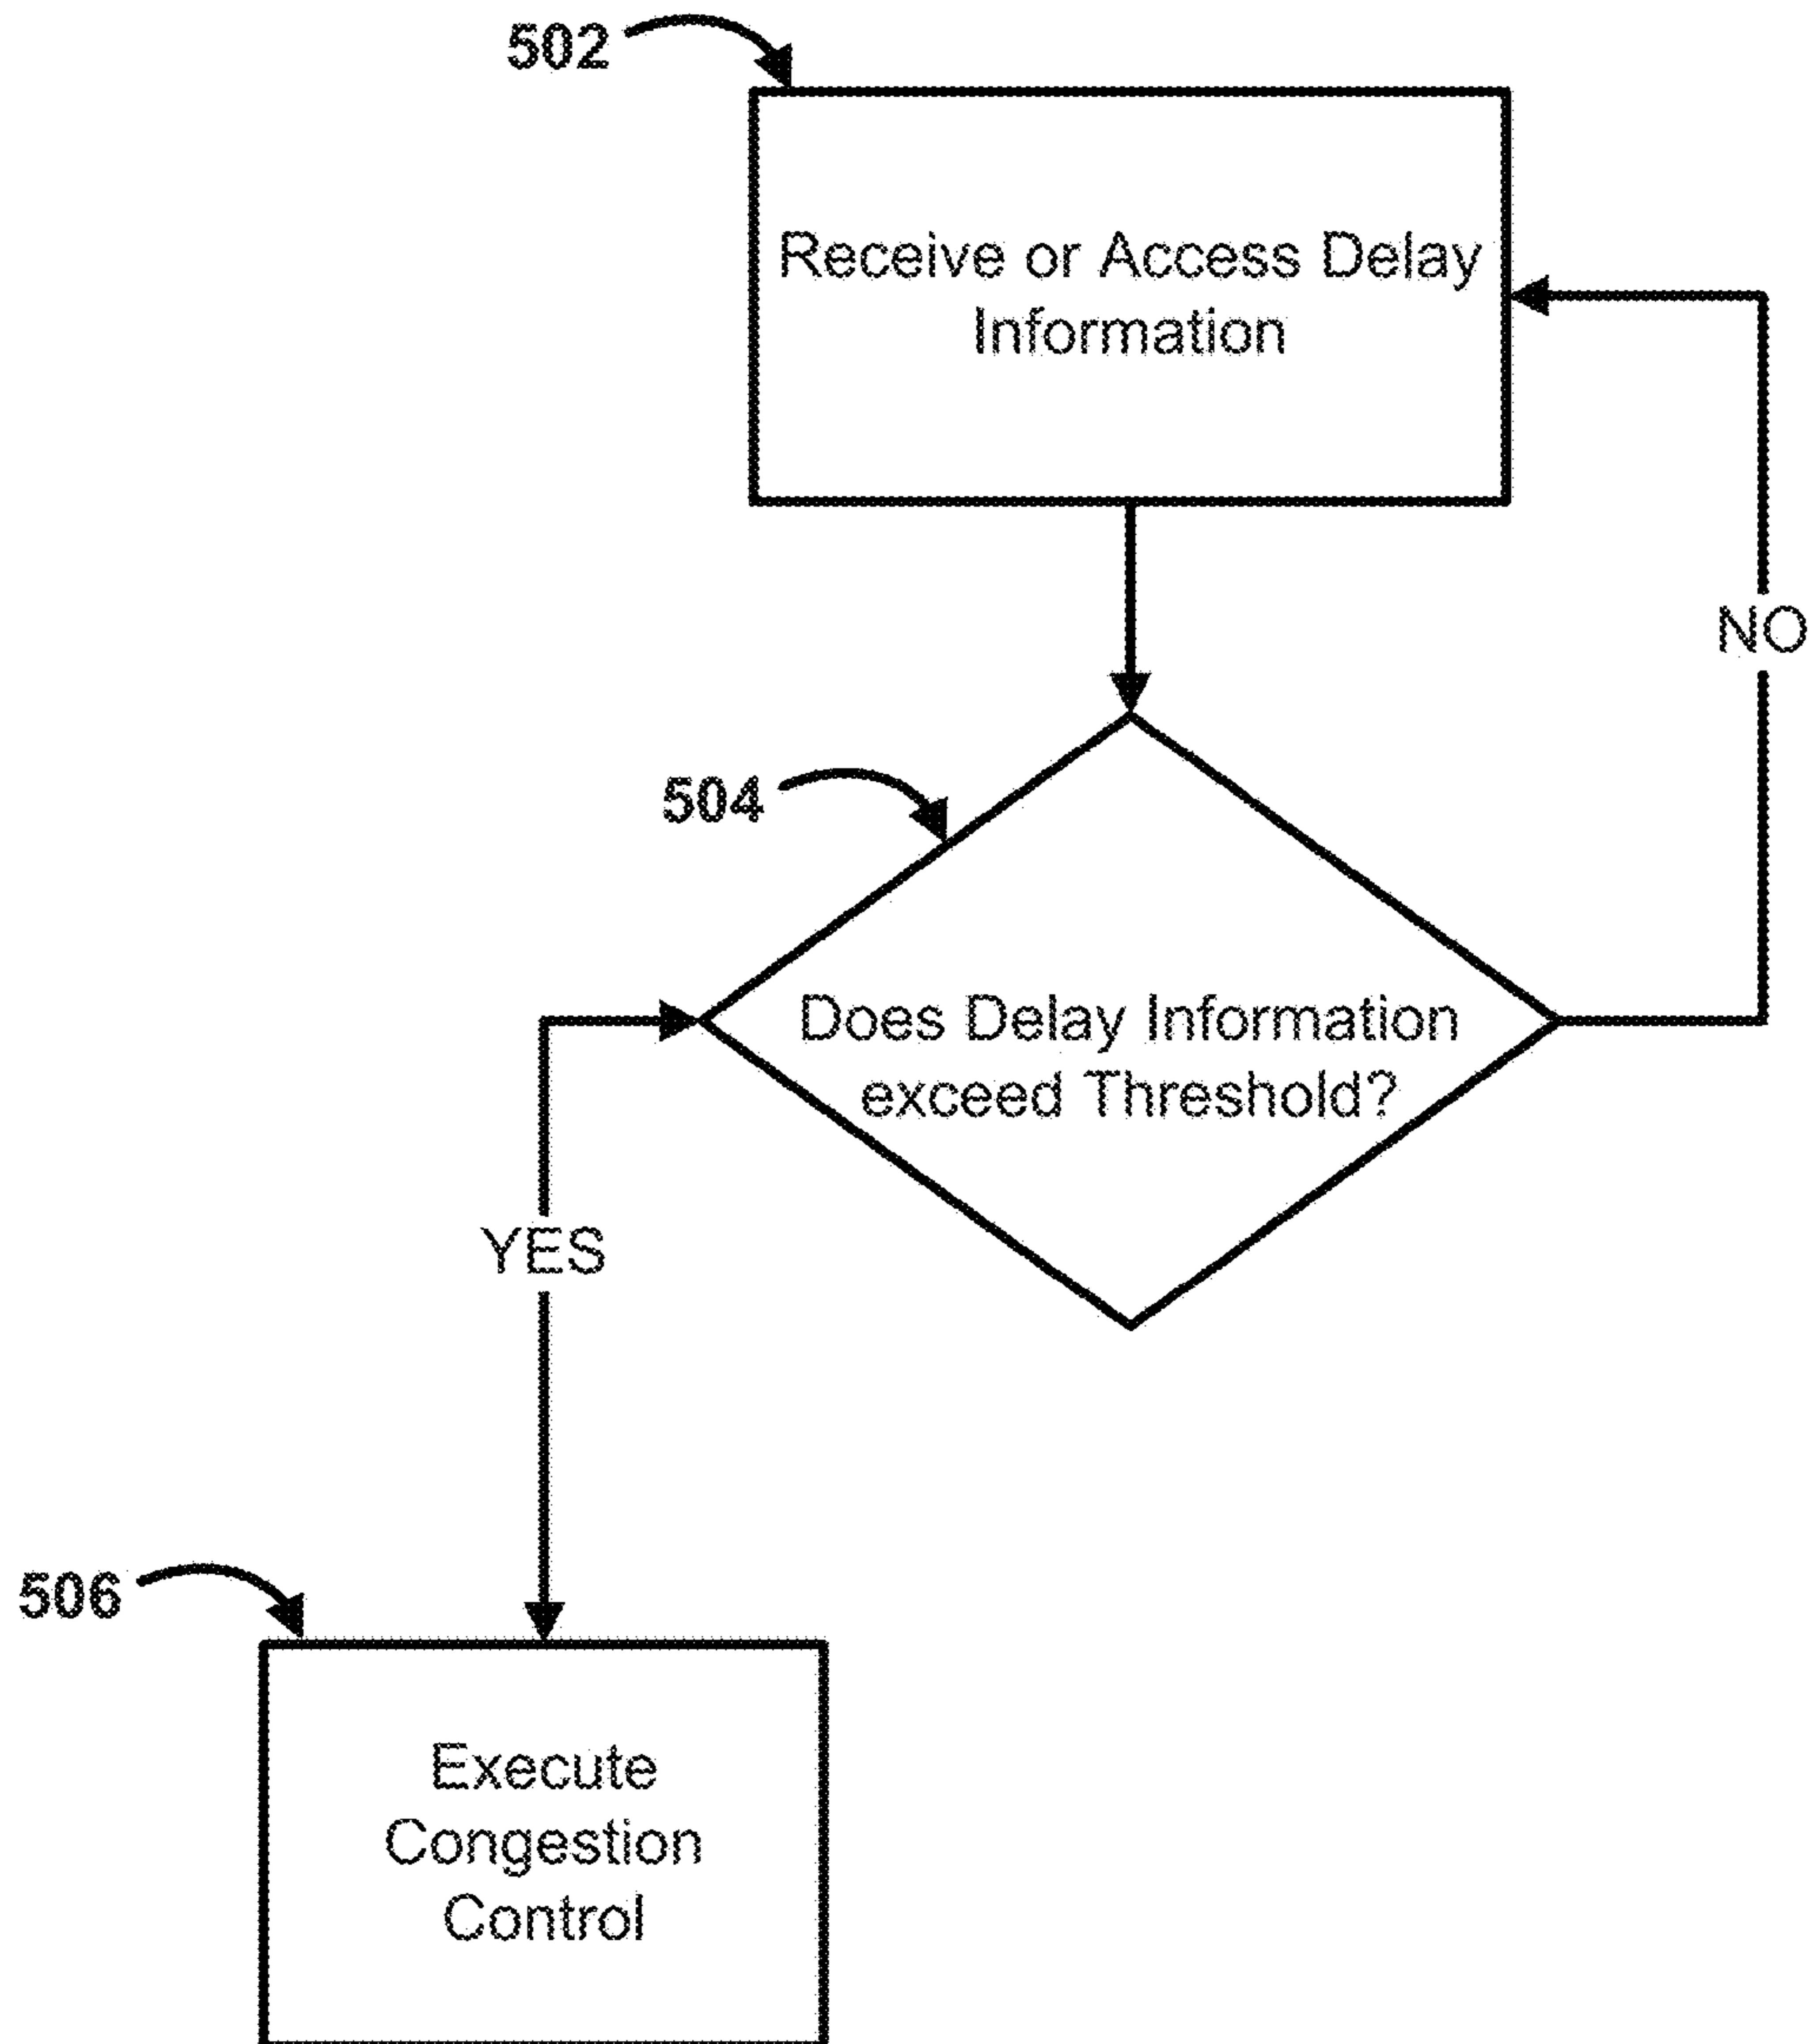 502
Receive or Access Delay
Information
NO
504
Does Delay Information
exceed Threshold?
YES
506
Execute
Congestion
Control